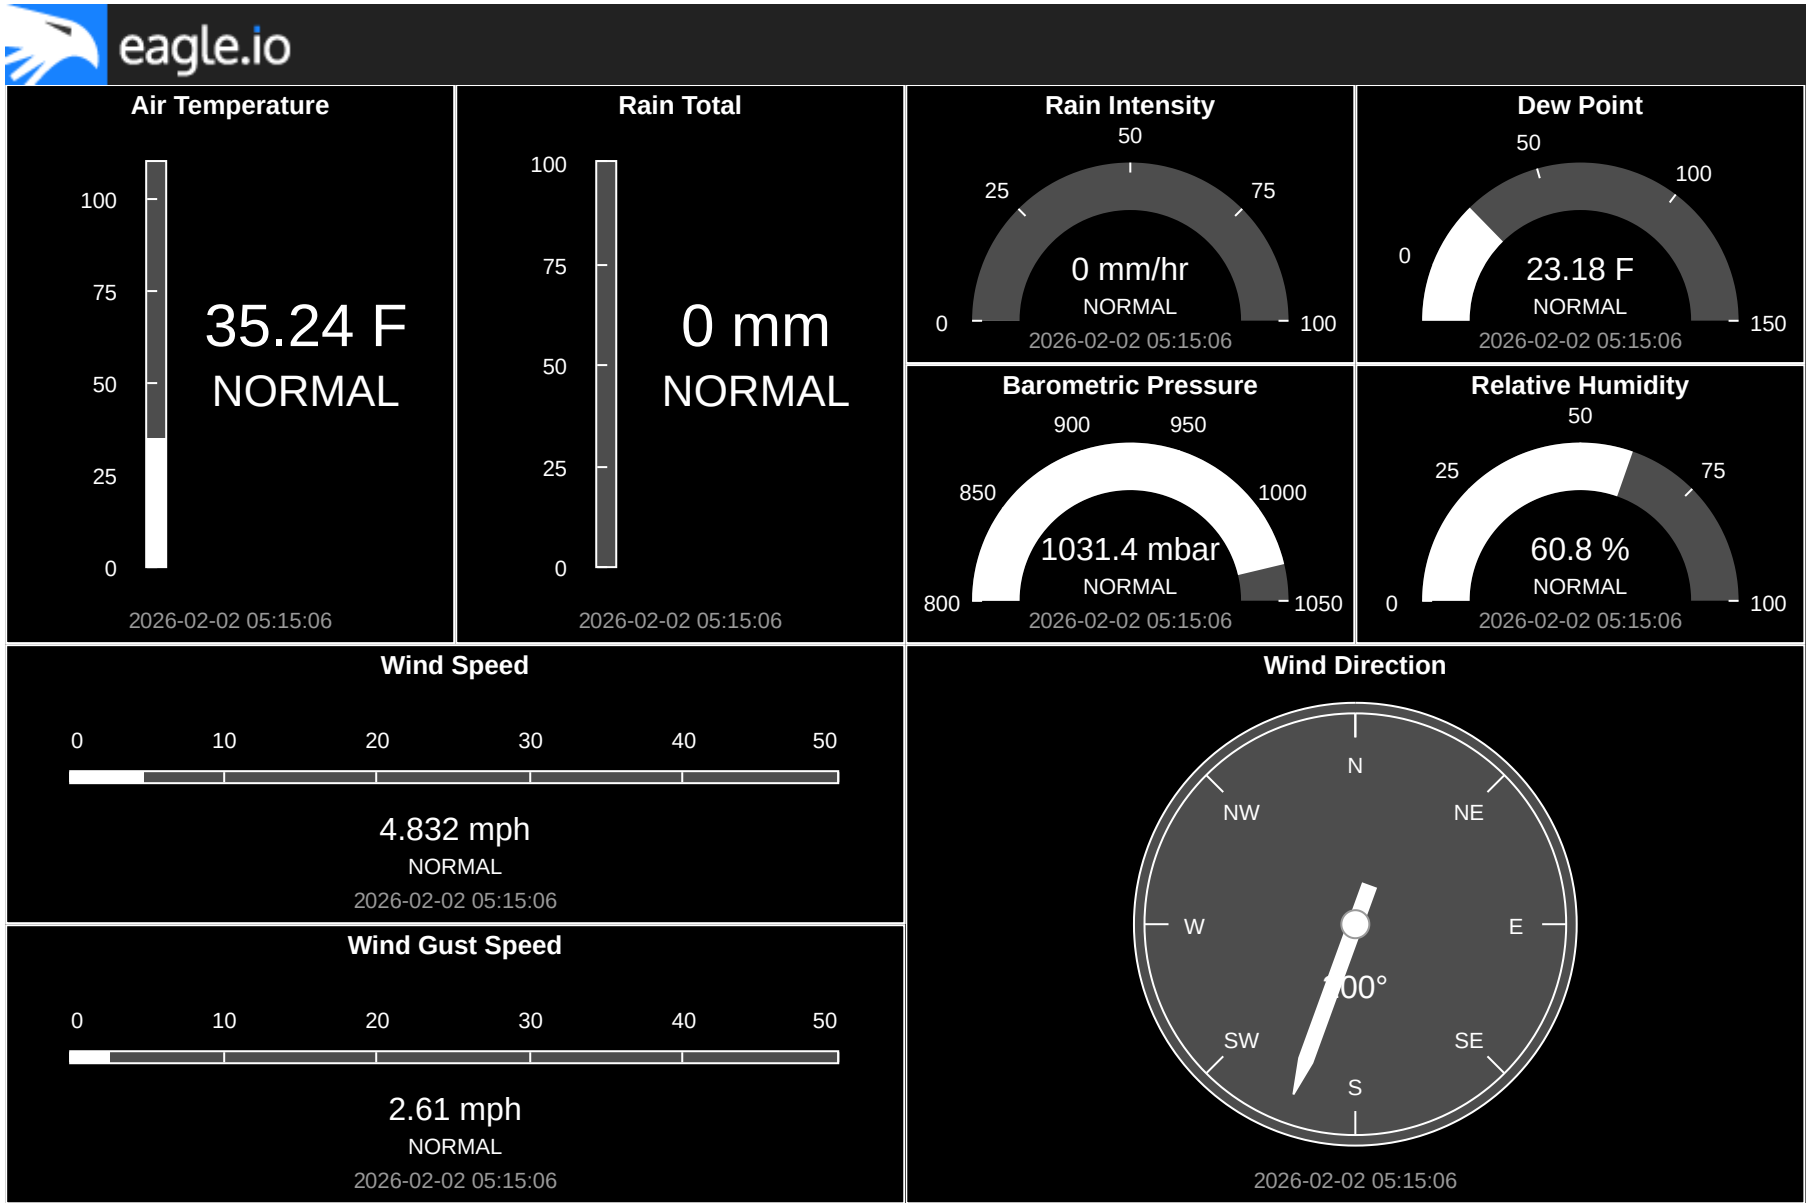 eagle.io
Air Temperature
100
75
50
25
0
35.24 F
NORMAL
2026-02-02 05:15:06
Rain Total
100
75
50
25
0
0 mm
NORMAL
2026-02-02 05:15:06
Rain Intensity
0
25
50
75
100
0 mm/hr
NORMAL
2026-02-02 05:15:06
Dew Point
0
50
100
150
23.18 F
NORMAL
2026-02-02 05:15:06
Barometric Pressure
800
850
900
950
1000
1050
1031.4 mbar
NORMAL
2026-02-02 05:15:06
Relative Humidity
0
25
50
75
100
60.8 %
NORMAL
2026-02-02 05:15:06
Wind Speed
0 10 20 30 40 50
4.832 mph
NORMAL
2026-02-02 05:15:06
Wind Gust Speed
0 10 20 30 40 50
2.61 mph
NORMAL
2026-02-02 05:15:06
Wind Direction
N
NW NE
W E
SW SE
S
2026-02-02 05:15:06